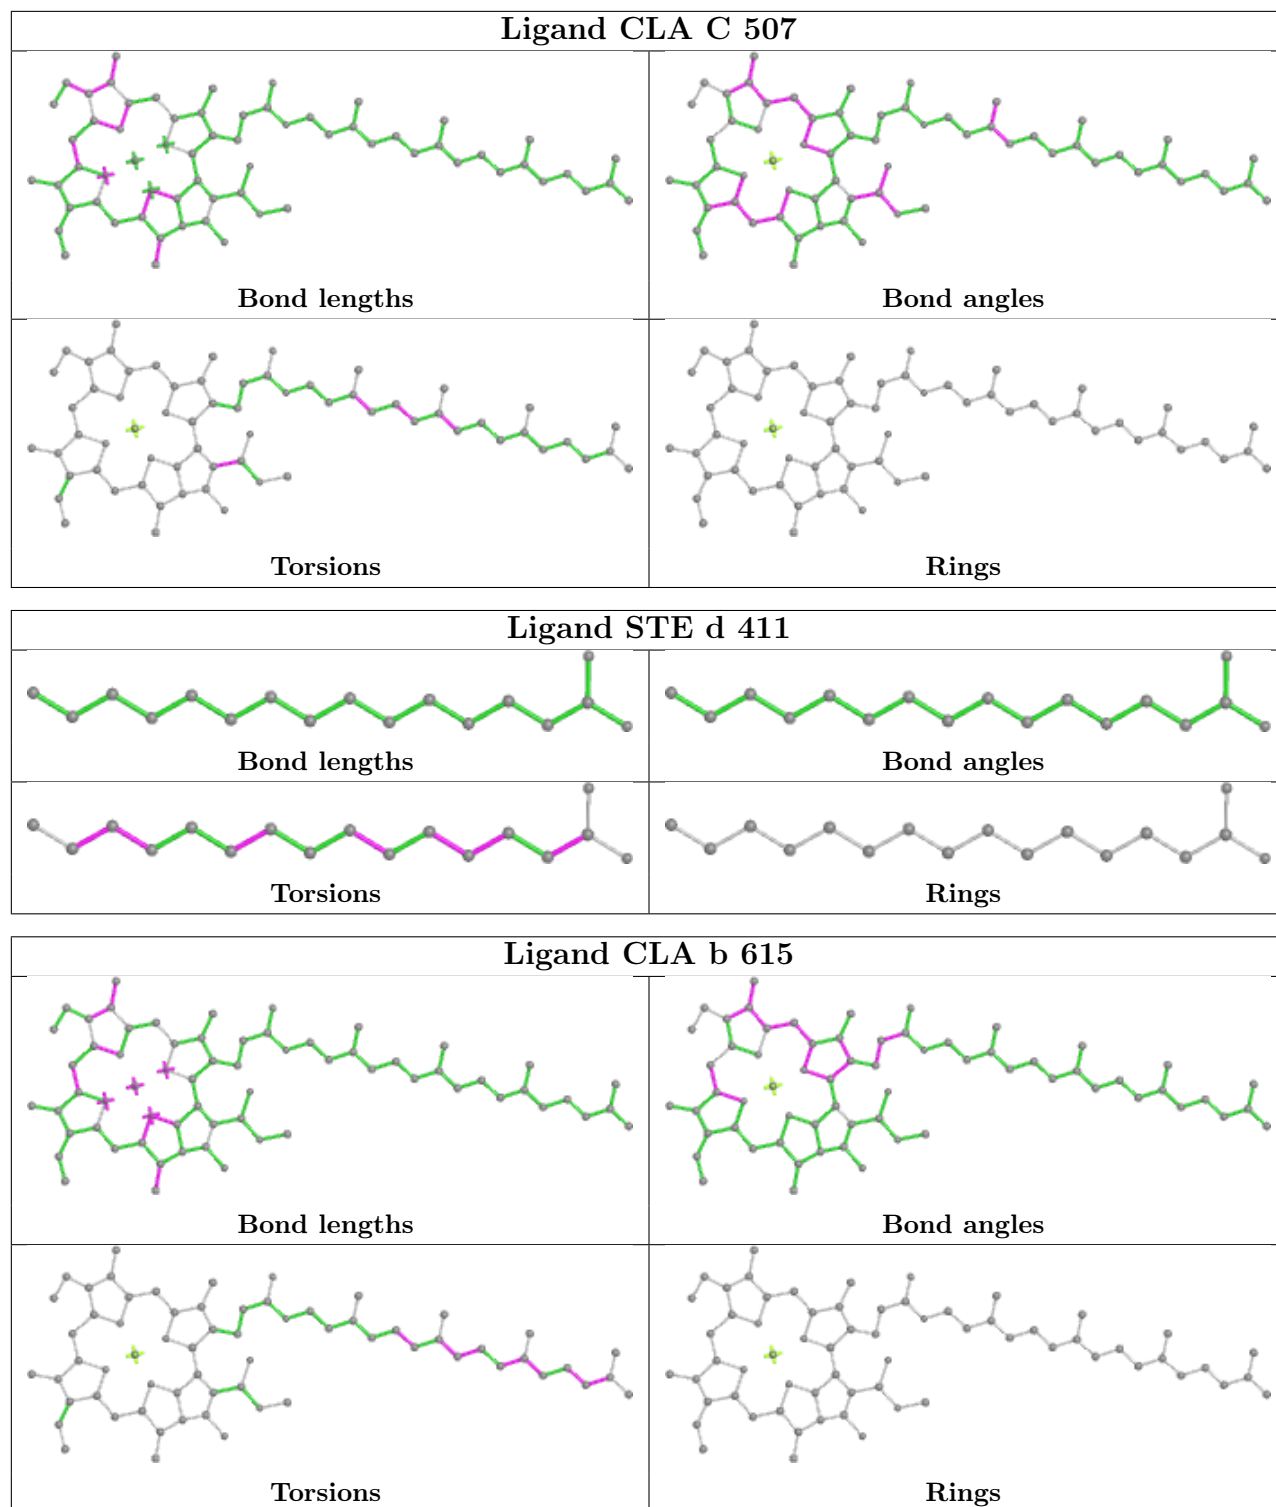 Ligand CLA C 507
Bond lengths
Bond angles
Torsions
Rings
Ligand STE d 411
Bond lengths
Bond angles
Torsions
Rings
Ligand CLA b 615
Bond lengths
Bond angles
Torsions
Rings